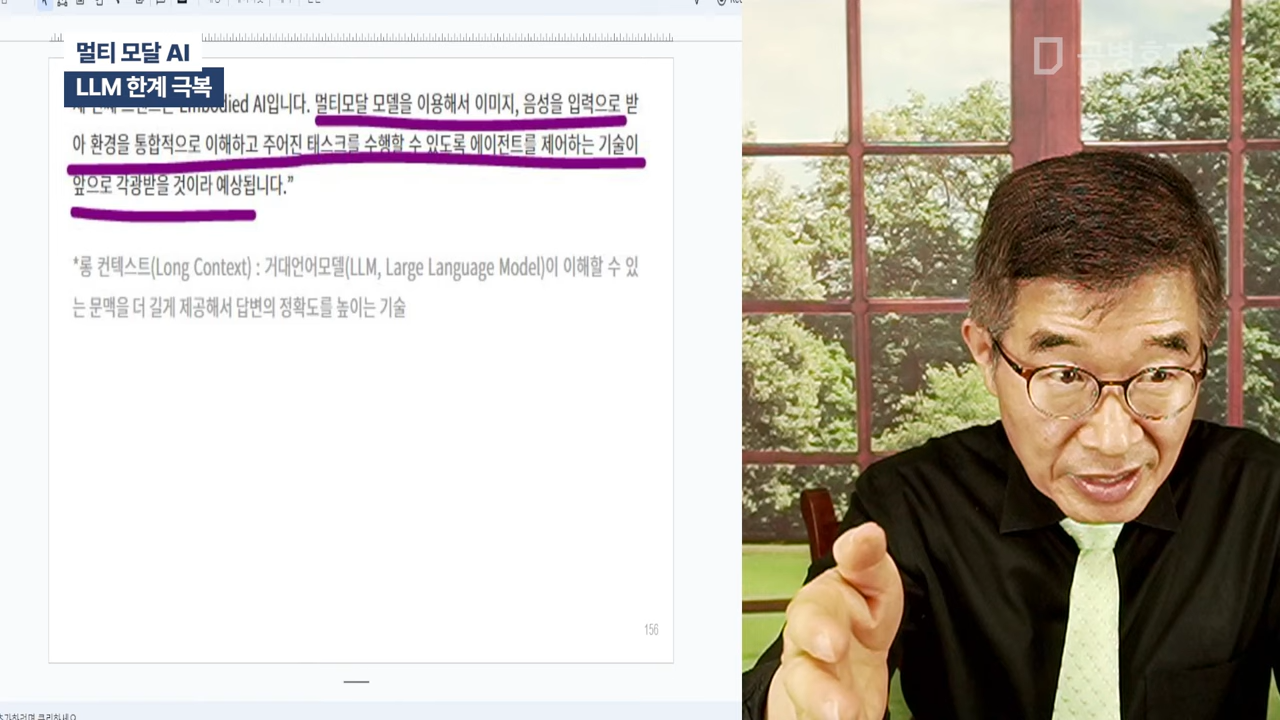 멀티 모달 AI
LLM 한계 극복
Embodied AI입니다. 멀티모달 모델을 이용해서 이미지, 음성을 입력으로 받
아 환경을 통합적으로 이해하고 주어진 태스크를 수행할 수 있도록 에이전트를 제어하는 기술이
앞으로 각광받을 것이라 예상됩니다.”
*롱 컨텍스트(Long Context) : 거대언어모델(LLM, Large Language Model)이 이해할 수 있
는 문맥을 더 길게 제공해서 답변의 정확도를 높이는 기술
156